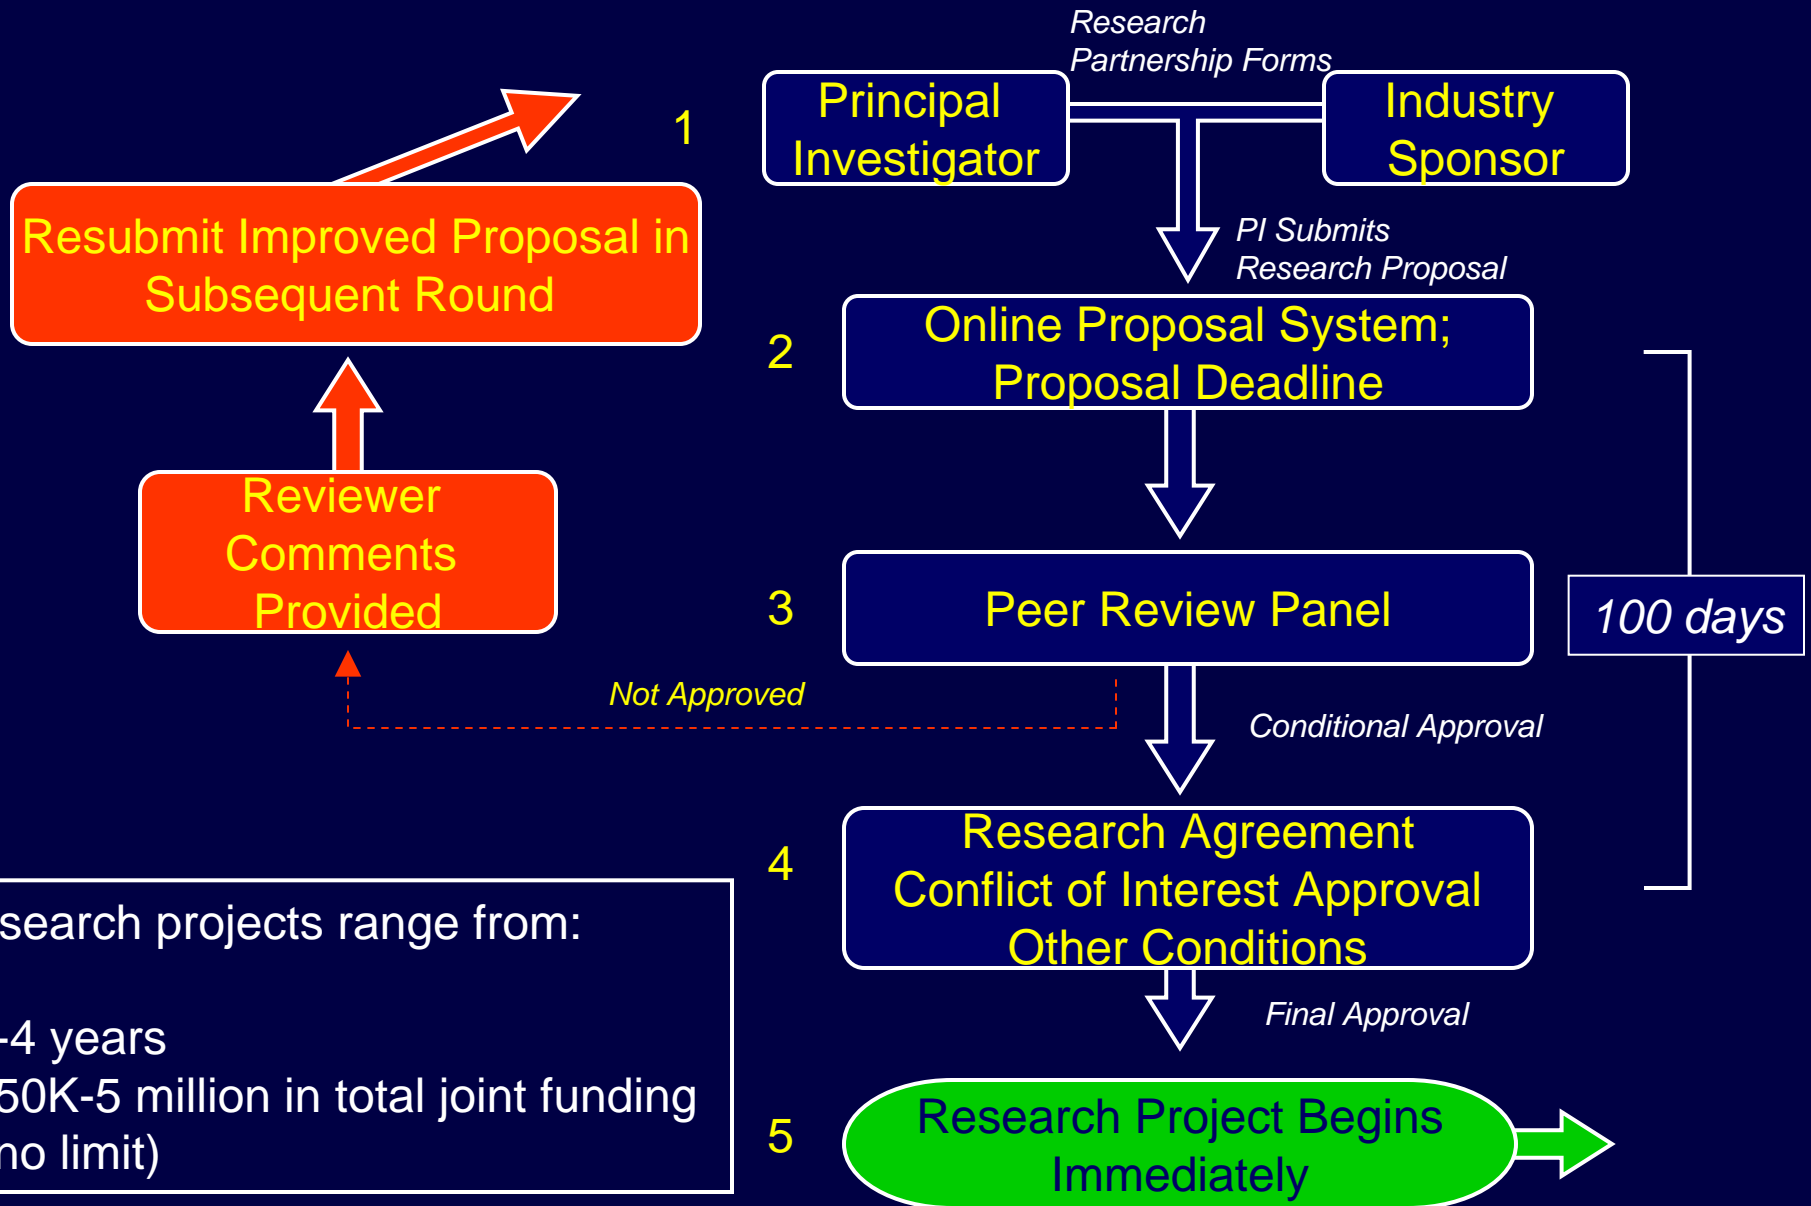 Research
Partnership Forms
1
Principal
Investigator
Industry
Sponsor
PI Submits
Research Proposal
Resubmit Improved Proposal in
Subsequent Round
2
Online Proposal System;
Proposal Deadline
Reviewer
Comments
Provided
3
Peer Review Panel
100 days
Not Approved
Conditional Approval
4
Research Agreement
Conflict of Interest Approval
Other Conditions
search projects range from:
-4 years
50K-5 million in total joint funding
no limit)
Final Approval
5
Research Project Begins
Immediately